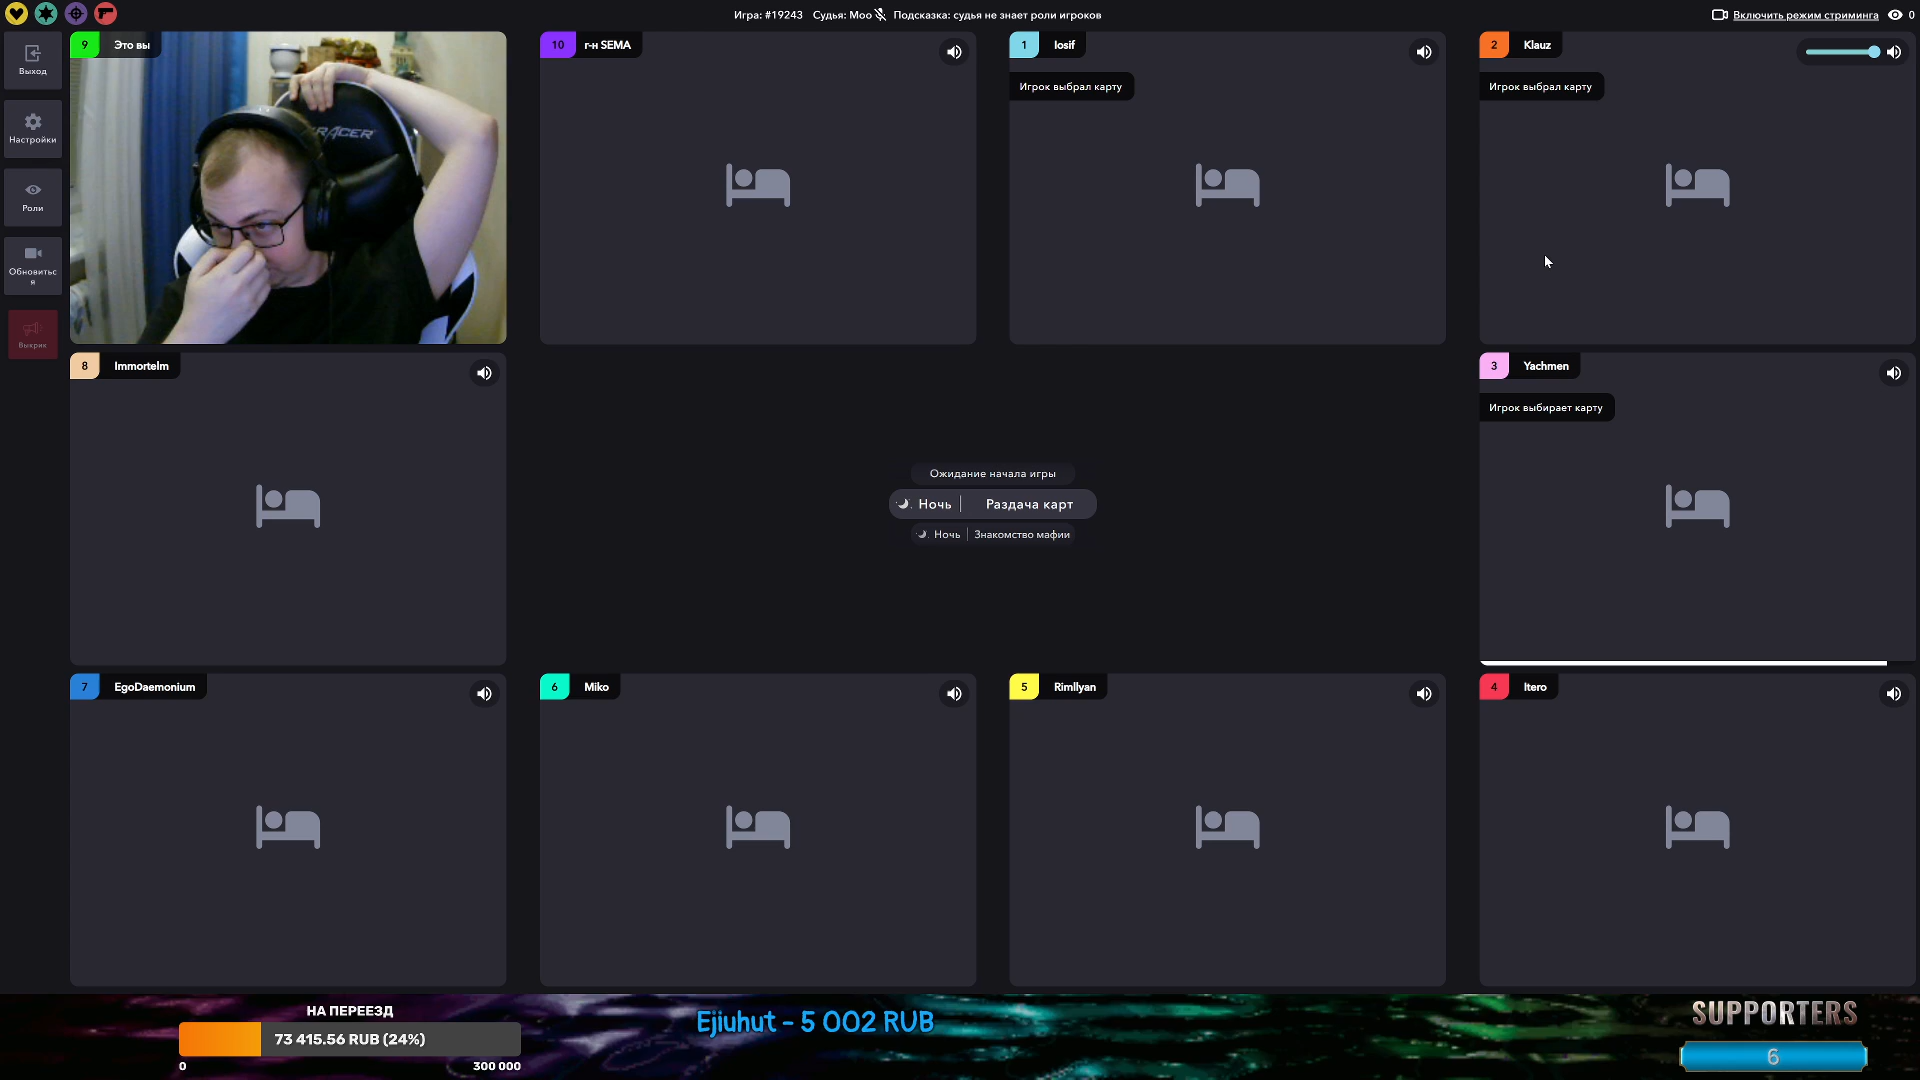 Игра: #19243 Судья: Moo Подсказка: судья не знает роли игроков
Включить режим стриминга 0
Выход
Настройки
Роли
Обновитьс
я
Выкрик
9 Это вы
10 г-н SEMA
1 Iosif
Игрок выбрал карту
2 Klauz
Игрок выбрал карту
8 Immortelm
3 Yachmen
Игрок выбирает карту
Ожидание начала игры
Ночь | Раздача карт
Ночь | Знакомство мафии
7 EgoDaemonium
6 Miko
5 Rimllyan
4 Itero
НА ПЕРЕЕЗД
73 415.56 RUB (24%)
0 300 000
Ejiuhut - 5 002 RUB
SUPPORTERS
6